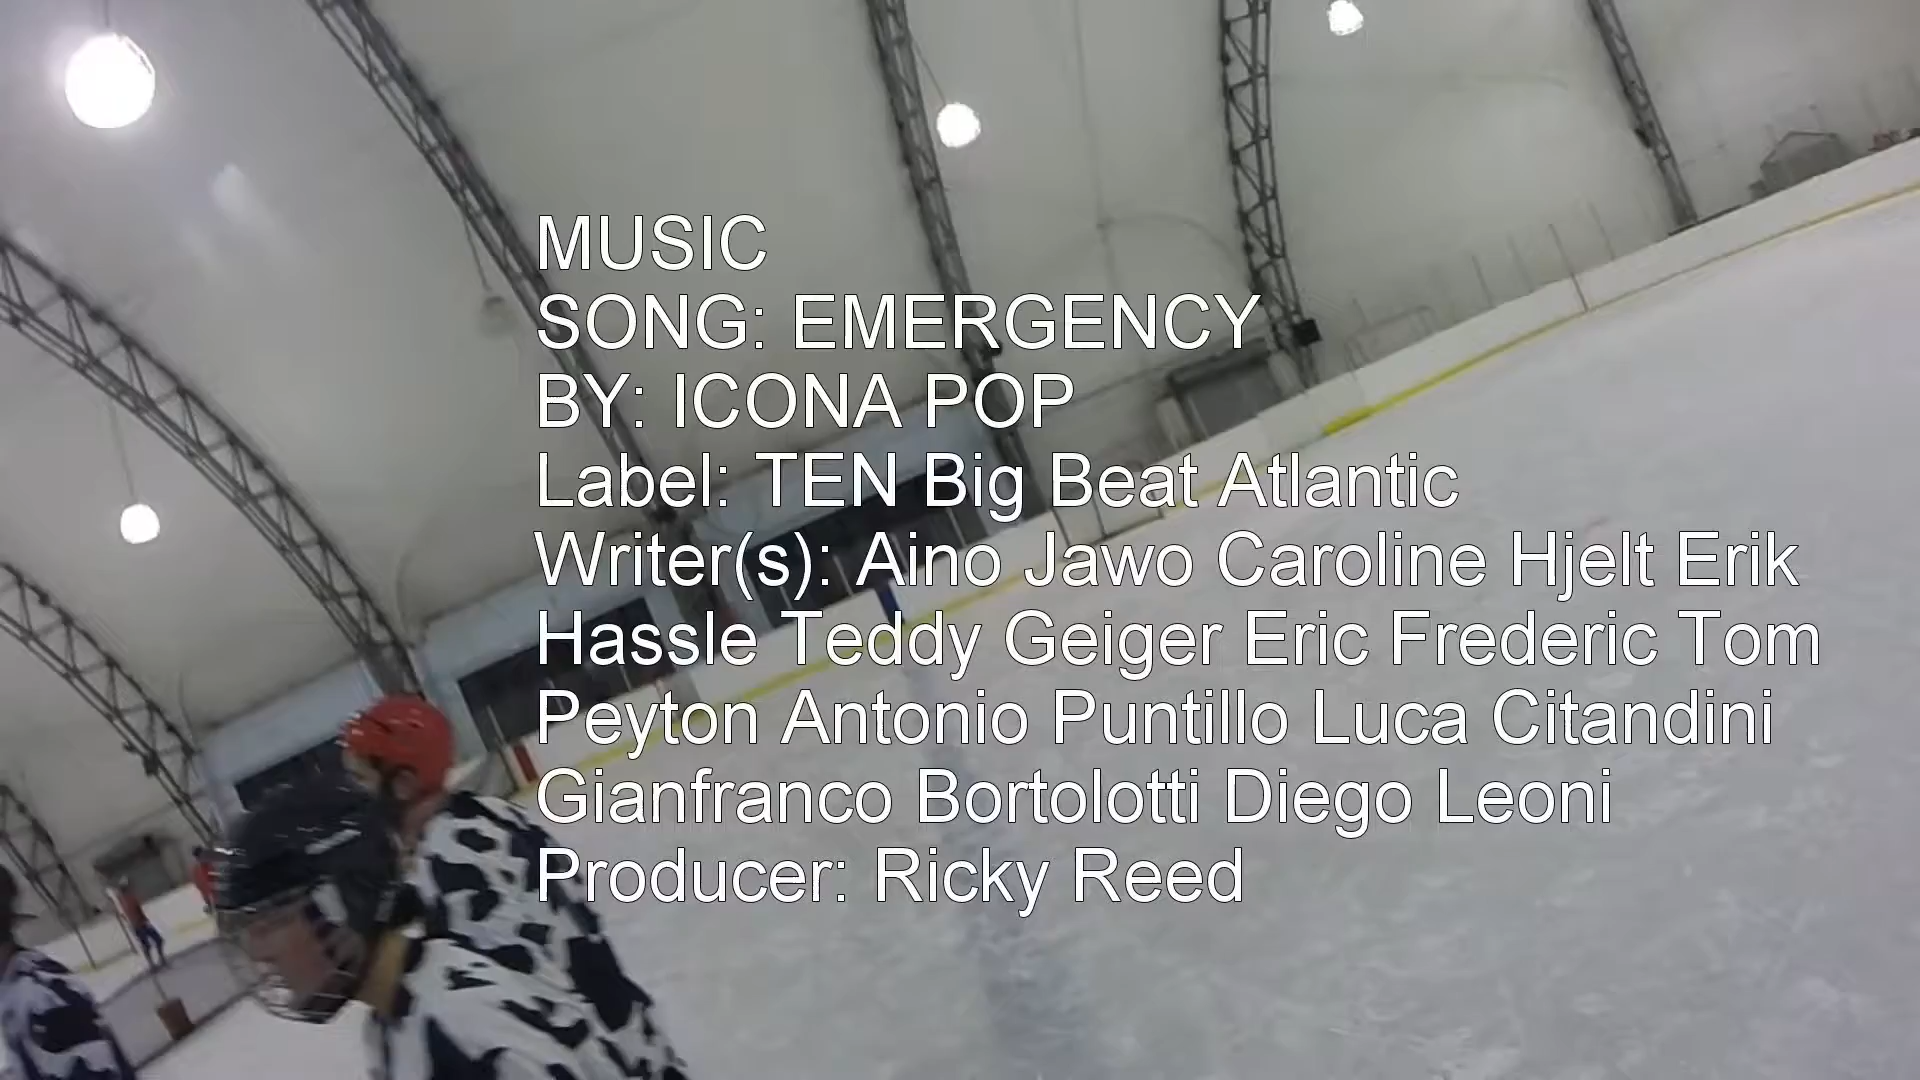 MUSIC
SONG: EMERGENCY
BY: ICONA POP
Label: TEN Big Beat Atlantic
Writer(s): Aino Jawo Caroline Hjelt Erik
Hassle Teddy Geiger Eric Frederic Tom
Peyton Antonio Puntillo Luca Citandini
Gianfranco Bortolotti Diego Leoni
Producer: Ricky Reed